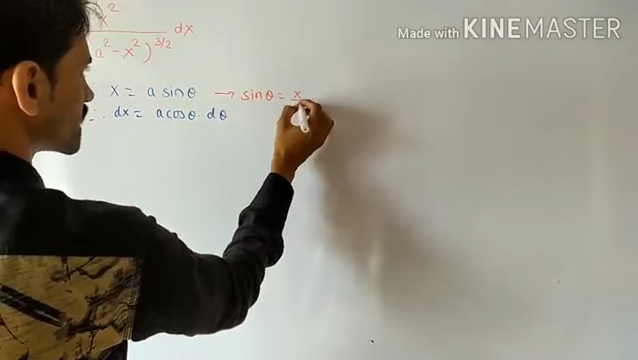 Made with KINEMASTER
x² dx
a² - x²)^3/2
x = a sinθ → sinθ = x
∴ dx = a cosθ · dθ